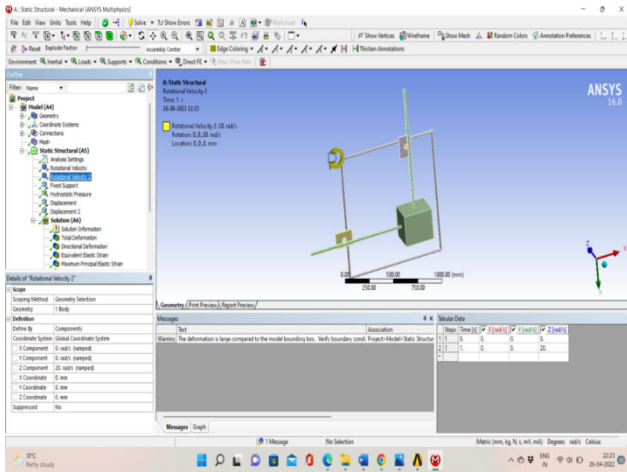 A: Static Structural - Mechanical [ANSYS Multiphysics]
File Edit View Units Tools Help Solve ?/ Show Errors Worksheet
Show Vertices Wireframe Show Mesh Random Colors Annotation Preferences
Reset Explode Factor: Assembly Center Edge Coloring Thicken Annotations
Environment Inertial Loads Supports Conditions Direct FE
Outline
Filter: Name
Project
Model (A4)
Geometry
Coordinate Systems
Connections
Mesh
Static Structural (A5)
Analysis Settings
Rotational Velocity
Rotational Velocity 2
Fixed Support
Hydrostatic Pressure
Displacement
Displacement 2
Solution (A6)
Solution Information
Total Deformation
Directional Deformation
Equivalent Elastic Strain
Maximum Principal Elastic Strain
A: Static Structural
Rotational Velocity 2
Time: 1. s
26-04-2022 22:23
Rotational Velocity 2: 20. rad/s
Rotation: 0.,0.,20. rad/s
Location: 0.,0.,0. mm
ANSYS
16.0
0.00 500.00 1000.00 (mm)
250.00 750.00
Z
X
Y
Geometry Print Preview Report Preview
Details of "Rotational Velocity 2"
Scope
Scoping Method Geometry Selection
Geometry 1 Body
Definition
Define By Components
Coordinate System Global Coordinate System
X Component 0. rad/s (ramped)
Y Component 0. rad/s (ramped)
Z Component 20. rad/s (ramped)
X Coordinate 0. mm
Y Coordinate 0. mm
Z Coordinate 0. mm
Suppressed No
Messages
Text Association
Warning The deformation is large compared to the model bounding box. Verify boundary condi Project>Model>Static Structur
Messages Graph
Tabular Data
Steps Time [s] X [rad/s] Y [rad/s] Z [rad/s]
1 1 0. 0. 0. 0.
2 1 1. 0. 0. 20.
*
1 Message No Selection Metric (mm, kg, N, s, mV, mA) Degrees rad/s Celsius
31°C
Partly cloudy
ENG
IN
22:23
26-04-2022